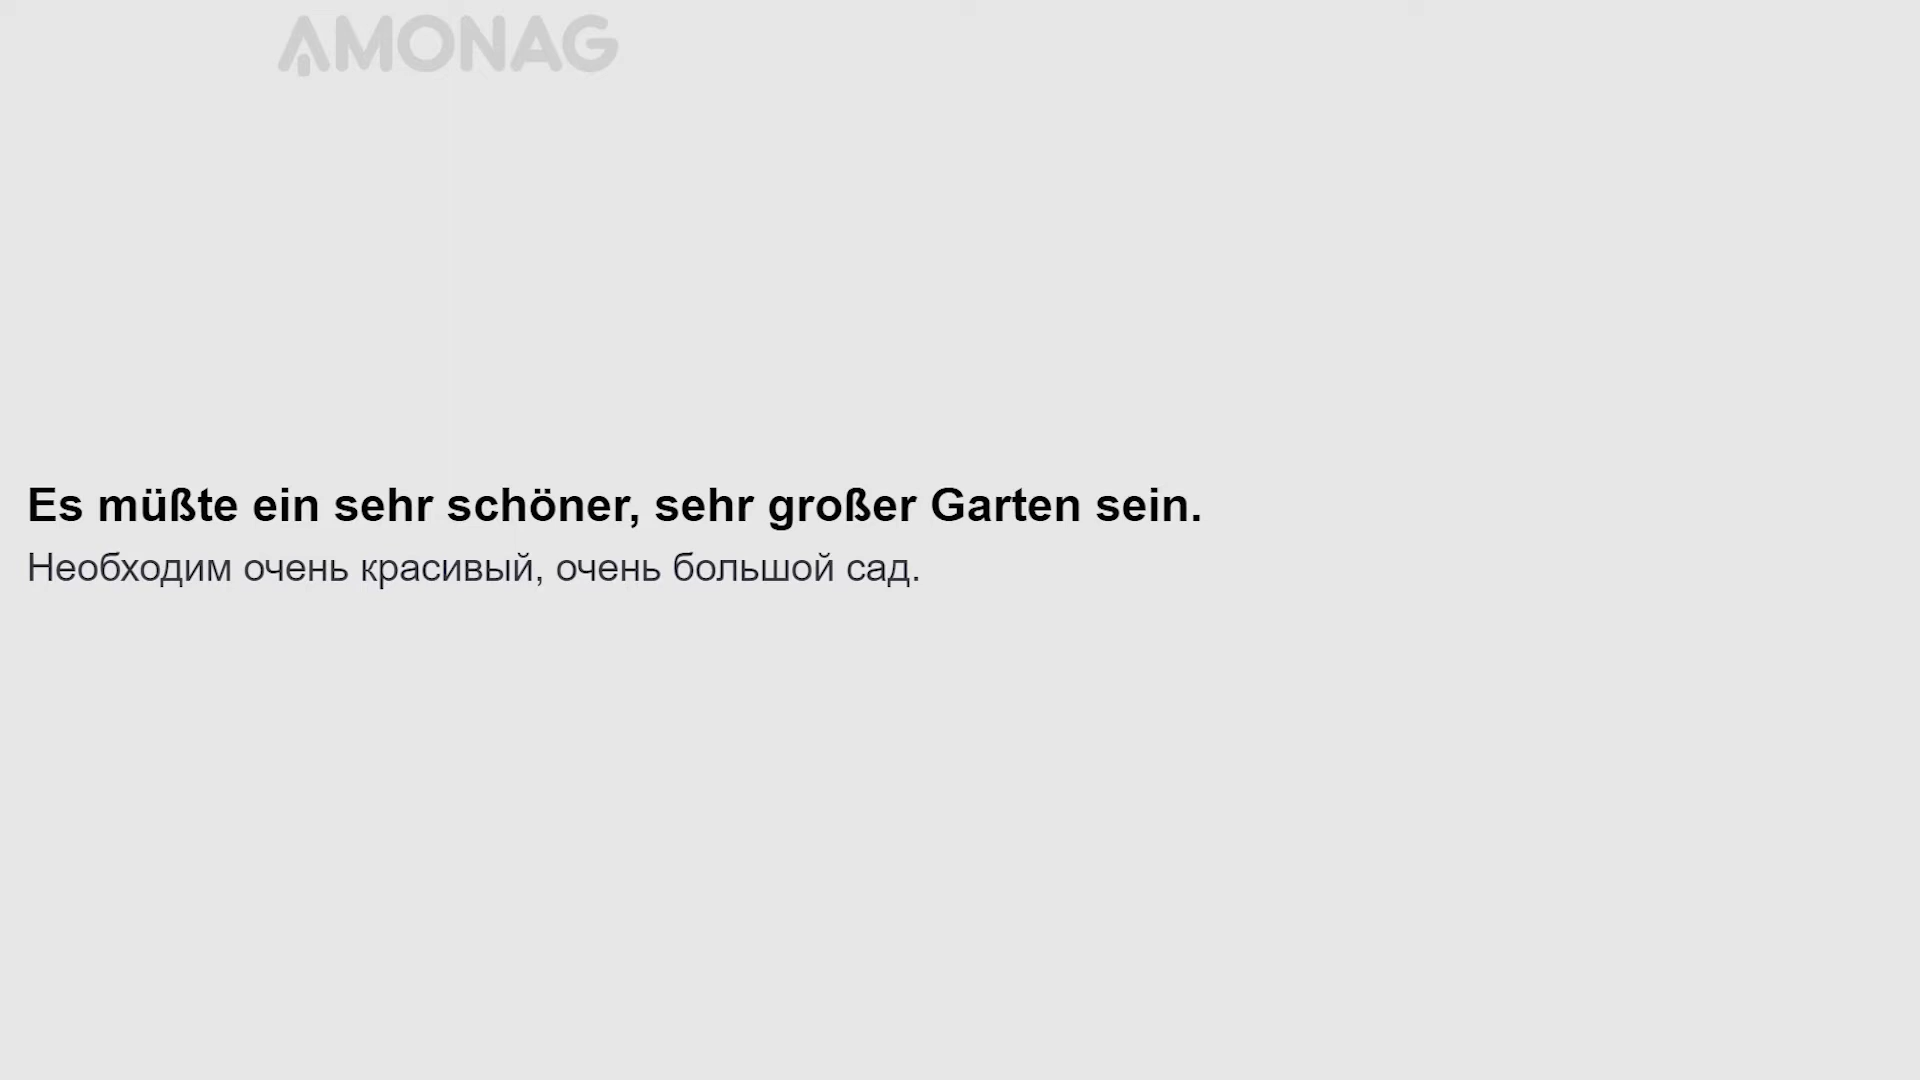 AMONAG
Es müßte ein sehr schöner, sehr großer Garten sein.
Необходим очень красивый, очень большой сад.